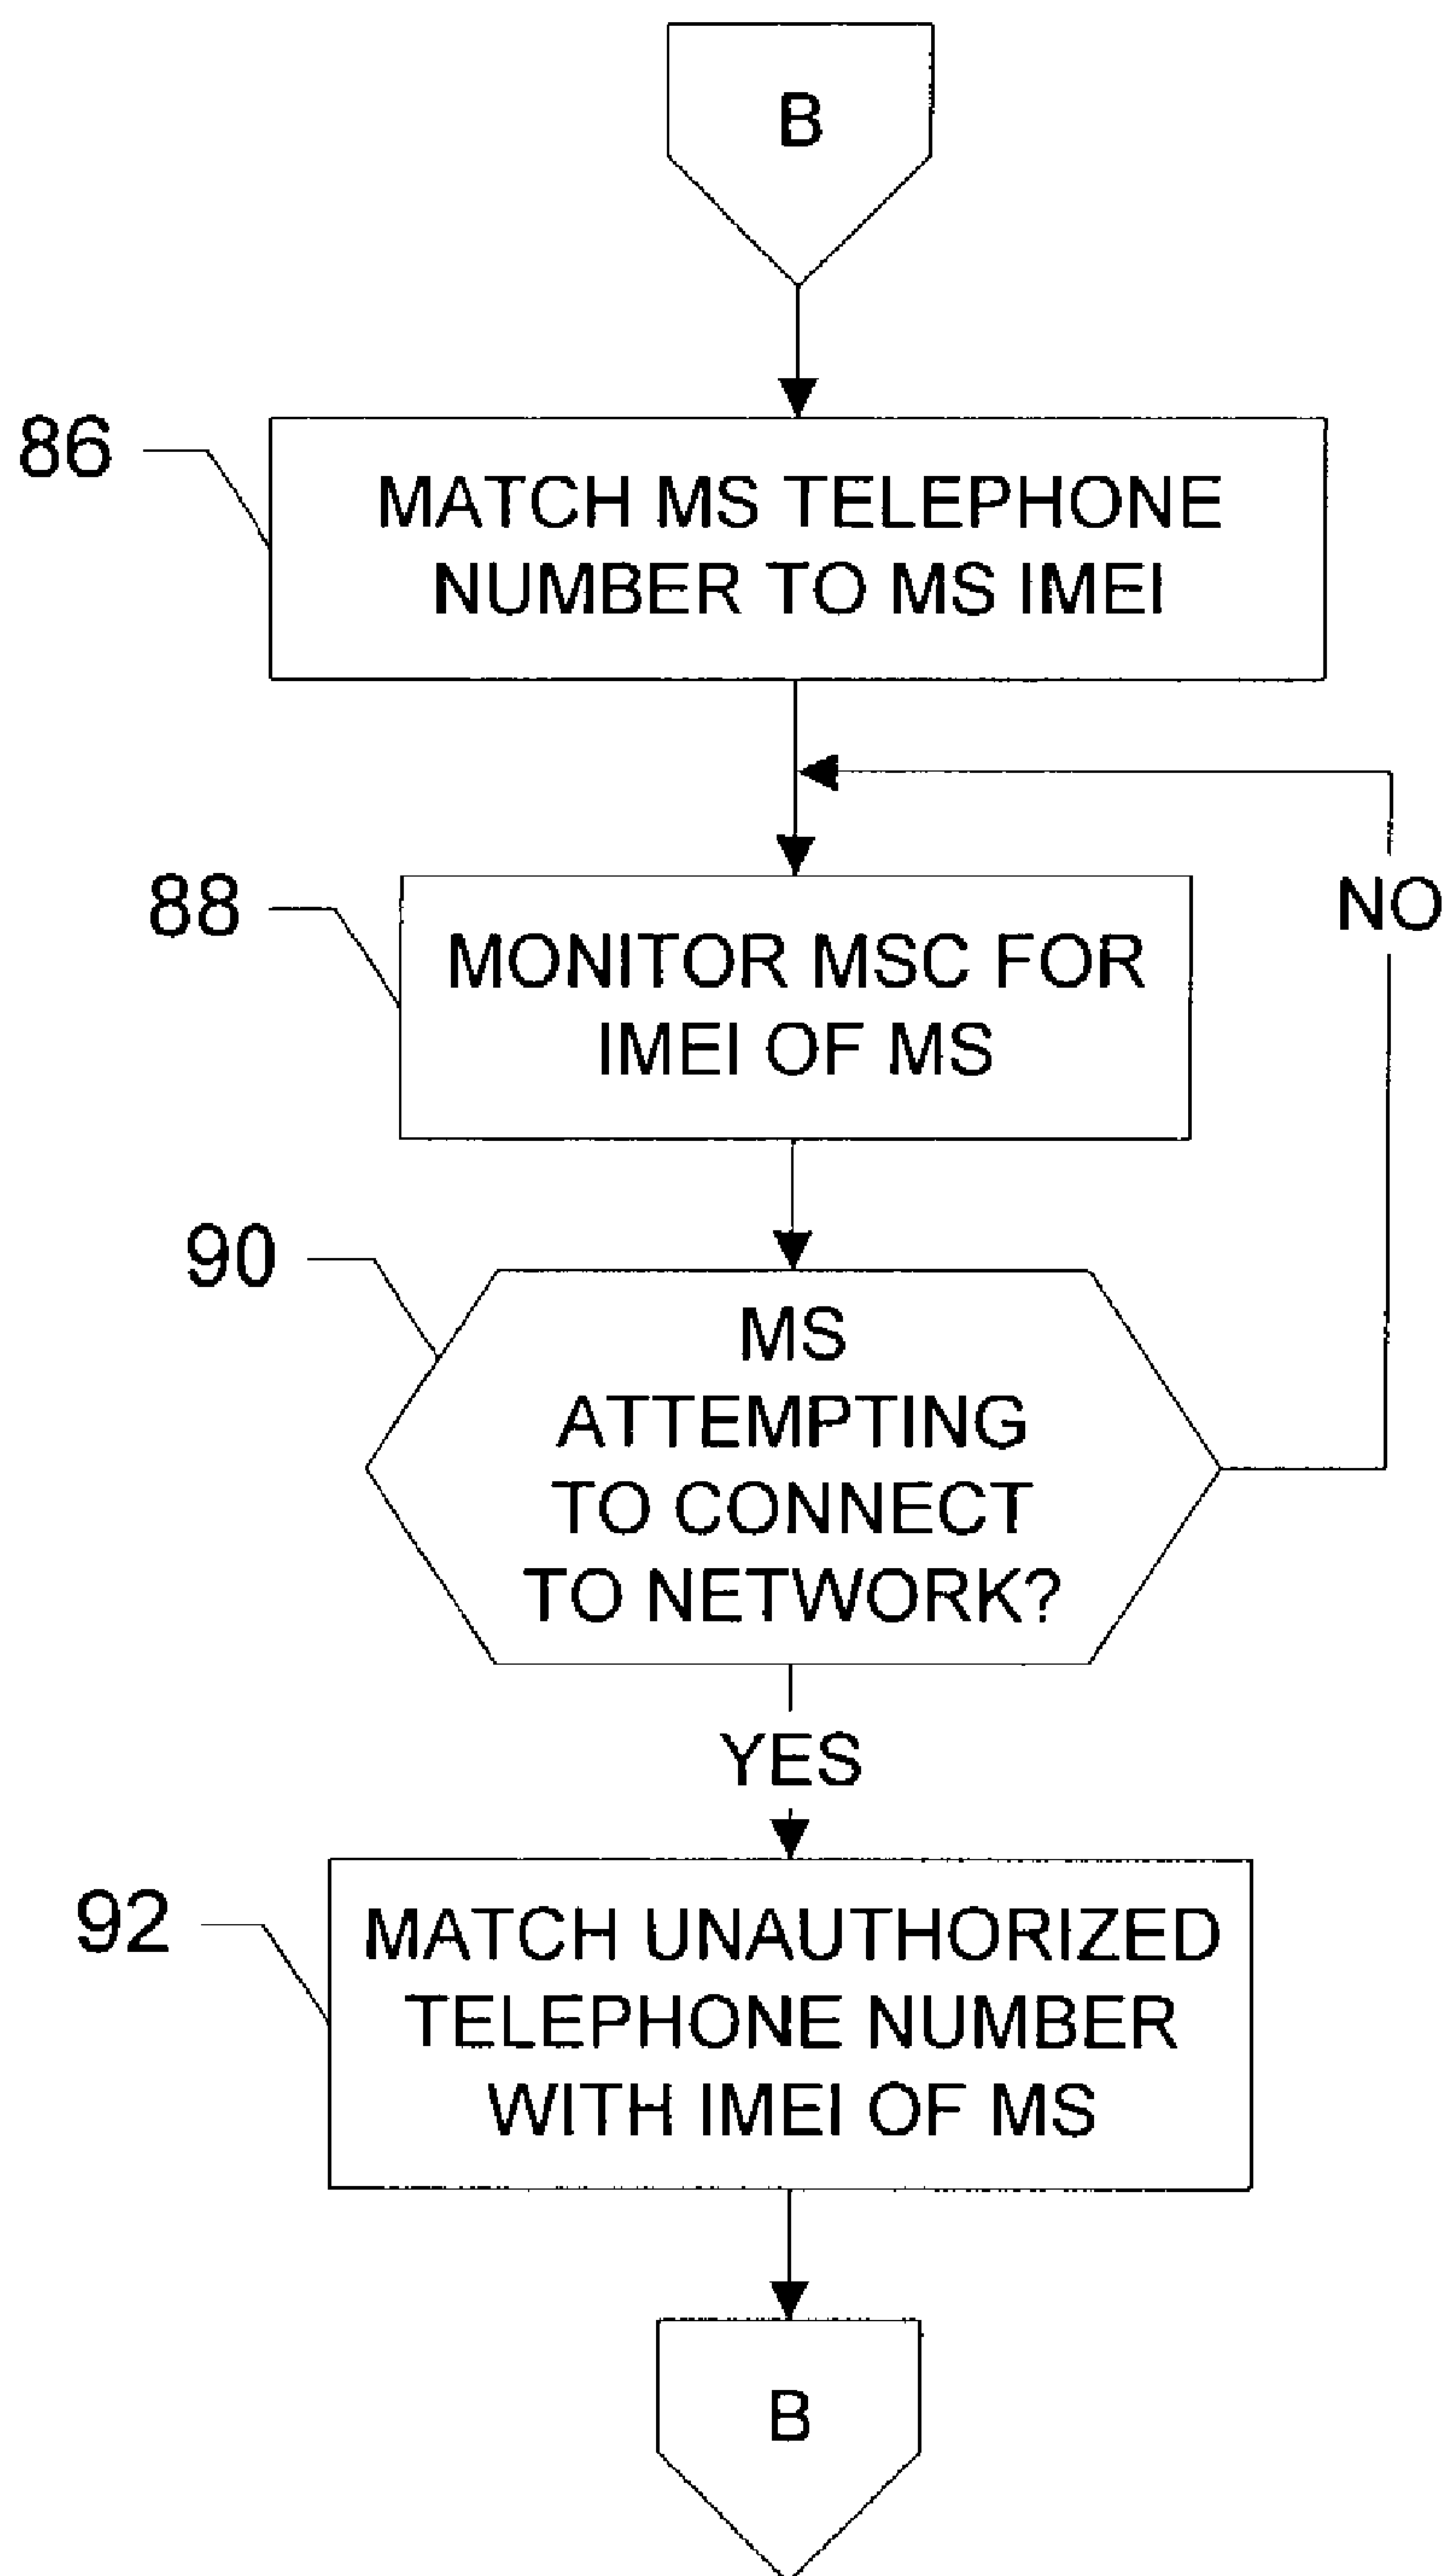 B
86
MATCH MS TELEPHONE
NUMBER TO MS IMEI
88
MONITOR MSC FOR
IMEI OF MS
NO
90
MS
ATTEMPTING
TO CONNECT
TO NETWORK?
YES
92
MATCH UNAUTHORIZED
TELEPHONE NUMBER
WITH IMEI OF MS
B